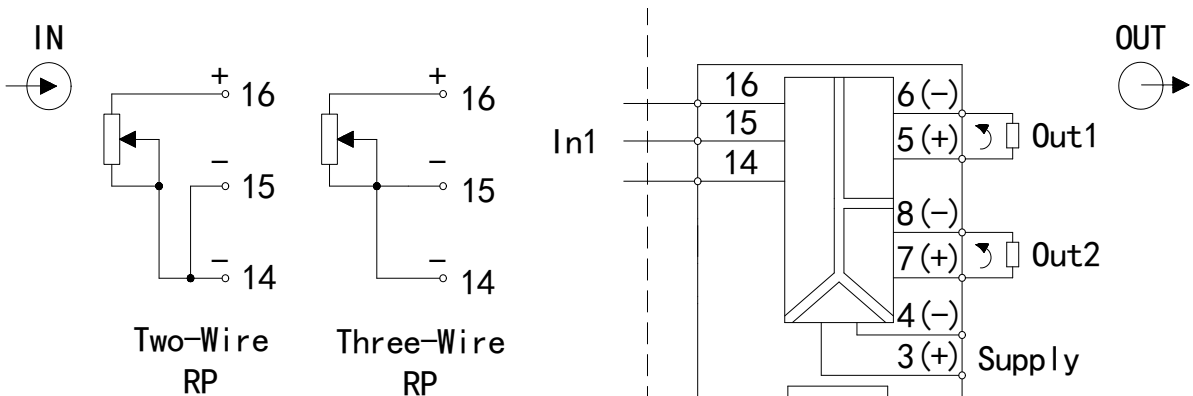 IN
+
16
−
15
−
14
Two-Wire
RP
+
16
−
15
−
14
Three-Wire
RP
In1
16
15
14
6(−)
5(+)
Out1
8(−)
7(+)
Out2
4(−)
3(+)
Supply
OUT